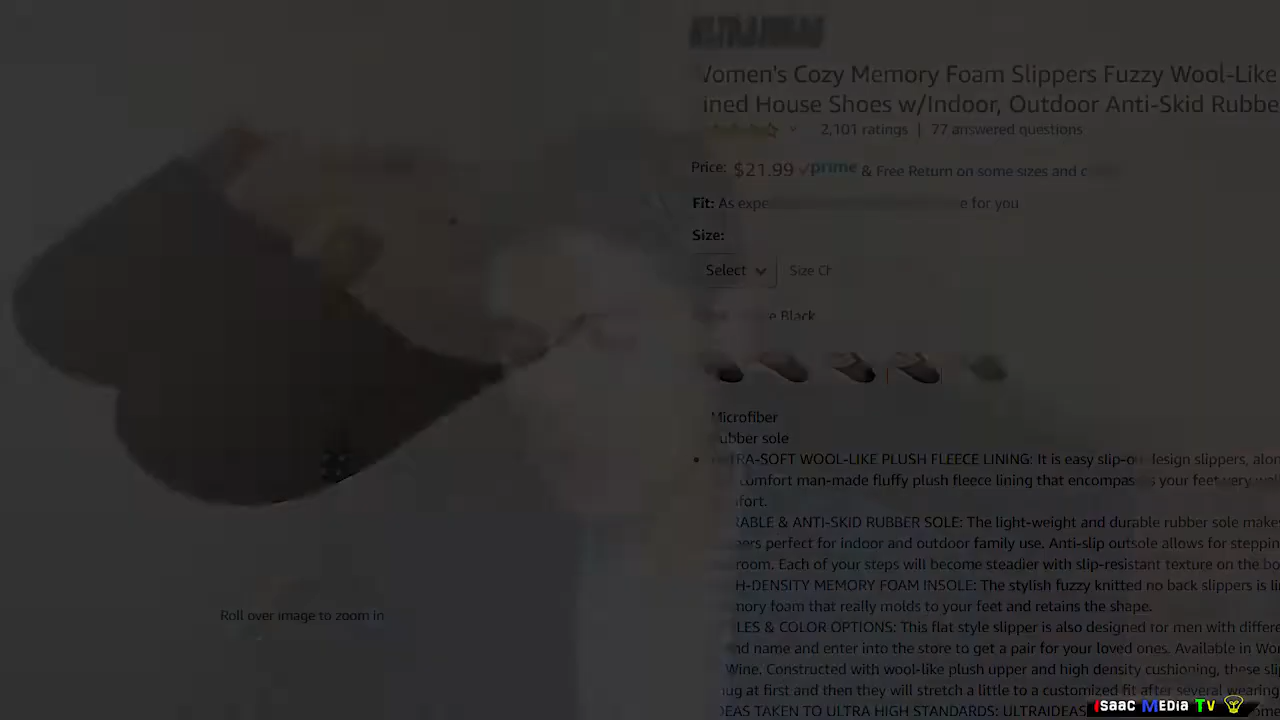 Women's Cozy Memory Foam Slippers Fuzzy Wool-Like
ined House Shoes w/Indoor, Outdoor Anti-Skid Rubbe
2,101 ratings | 77 answered questions
Price: $21.99 prime & Free Return on some sizes and c
Fit: As expe e for you
Size:
Select Size Ch
e Black
Microfiber
ubber sole
RA-SOFT WOOL-LIKE PLUSH FLEECE LINING: It is easy slip-o design slippers, alon
comfort man-made fluffy plush fleece lining that encompas s your feet very wel
fort.
RABLE & ANTI-SKID RUBBER SOLE: The light-weight and durable rubber sole make
pers perfect for indoor and outdoor family use. Anti-slip outsole allows for steppin
room. Each of your steps will become steadier with slip-resistant texture on the bo
H-DENSITY MEMORY FOAM INSOLE: The stylish fuzzy knitted no back slippers is li
mory foam that really molds to your feet and retains the shape.
LES & COLOR OPTIONS: This flat style slipper is also designed for men with differe
nd name and enter into the store to get a pair for your loved ones. Available in Wo
Wine. Constructed with wool-like plush upper and high density cushioning, these slip
ug at first and then they will stretch a little to a customized fit after several wearing
EAS TAKEN TO ULTRA HIGH STANDARDS: ULTRAIDEAS
Roll over image to zoom in
Isaac Media Tv